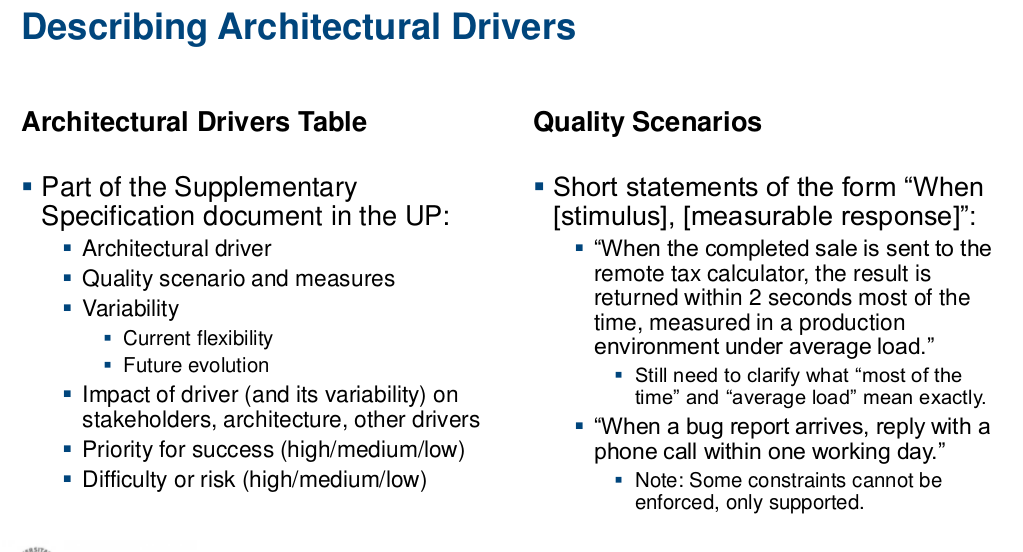 Describing Architectural Drivers
Architectural Drivers Table
▪ Part of the Supplementary
Specification document in the UP:
▪ Architectural driver
▪ Quality scenario and measures
▪ Variability
▪ Current flexibility
▪ Future evolution
▪ Impact of driver (and its variability) on
stakeholders, architecture, other drivers
▪ Priority for success (high/medium/low)
▪ Difficulty or risk (high/medium/low)
Quality Scenarios
▪ Short statements of the form “When
[stimulus], [measurable response]”:
▪ “When the completed sale is sent to the
remote tax calculator, the result is
returned within 2 seconds most of the
time, measured in a production
environment under average load.”
▪ Still need to clarify what “most of the
time” and “average load” mean exactly.
▪ “When a bug report arrives, reply with a
phone call within one working day.”
▪ Note: Some constraints cannot be
enforced, only supported.